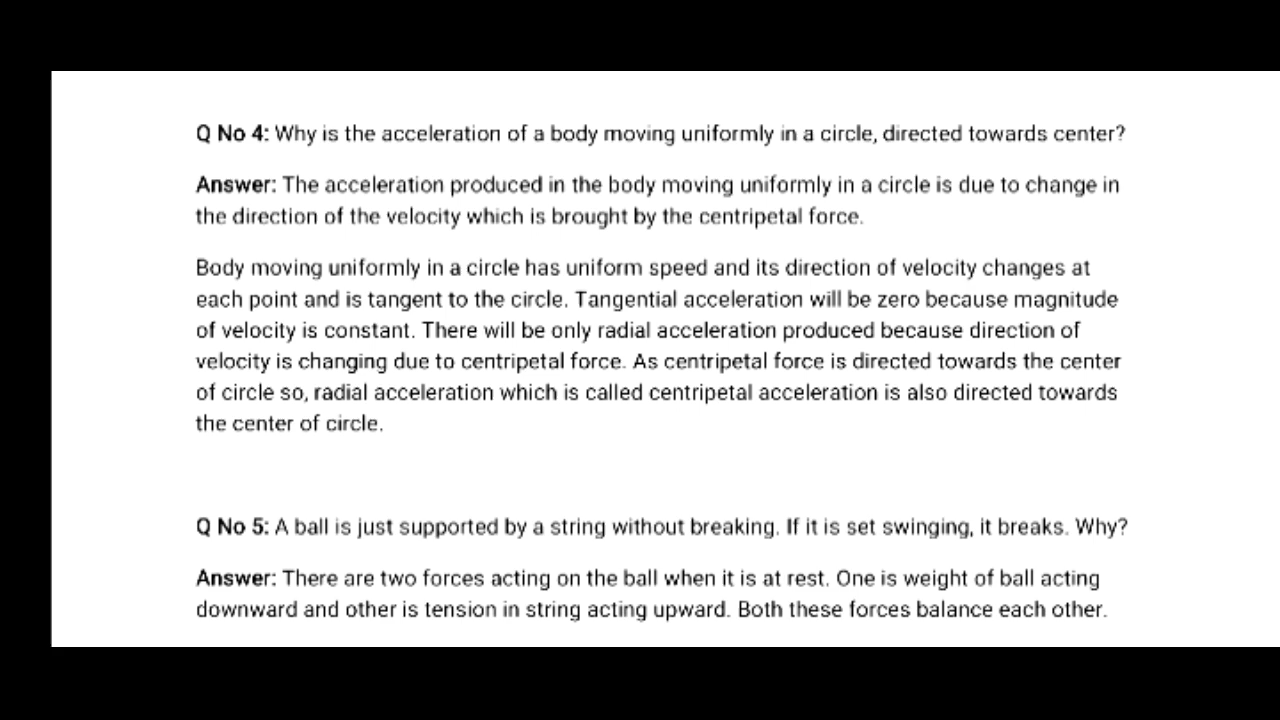 Q No 4: Why is the acceleration of a body moving uniformly in a circle, directed towards center?
Answer: The acceleration produced in the body moving uniformly in a circle is due to change in
the direction of the velocity which is brought by the centripetal force.
Body moving uniformly in a circle has uniform speed and its direction of velocity changes at
each point and is tangent to the circle. Tangential acceleration will be zero because magnitude
of velocity is constant. There will be only radial acceleration produced because direction of
velocity is changing due to centripetal force. As centripetal force is directed towards the center
of circle so, radial acceleration which is called centripetal acceleration is also directed towards
the center of circle.
Q No 5: A ball is just supported by a string without breaking. If it is set swinging, it breaks. Why?
Answer: There are two forces acting on the ball when it is at rest. One is weight of ball acting
downward and other is tension in string acting upward. Both these forces balance each other.